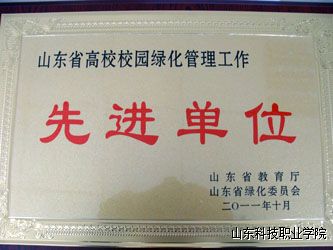 山东省高校校园绿化管理工作
先进单位
山东省教育厅
山东省绿化委员会
二〇一一年十月
山东科技职业学院